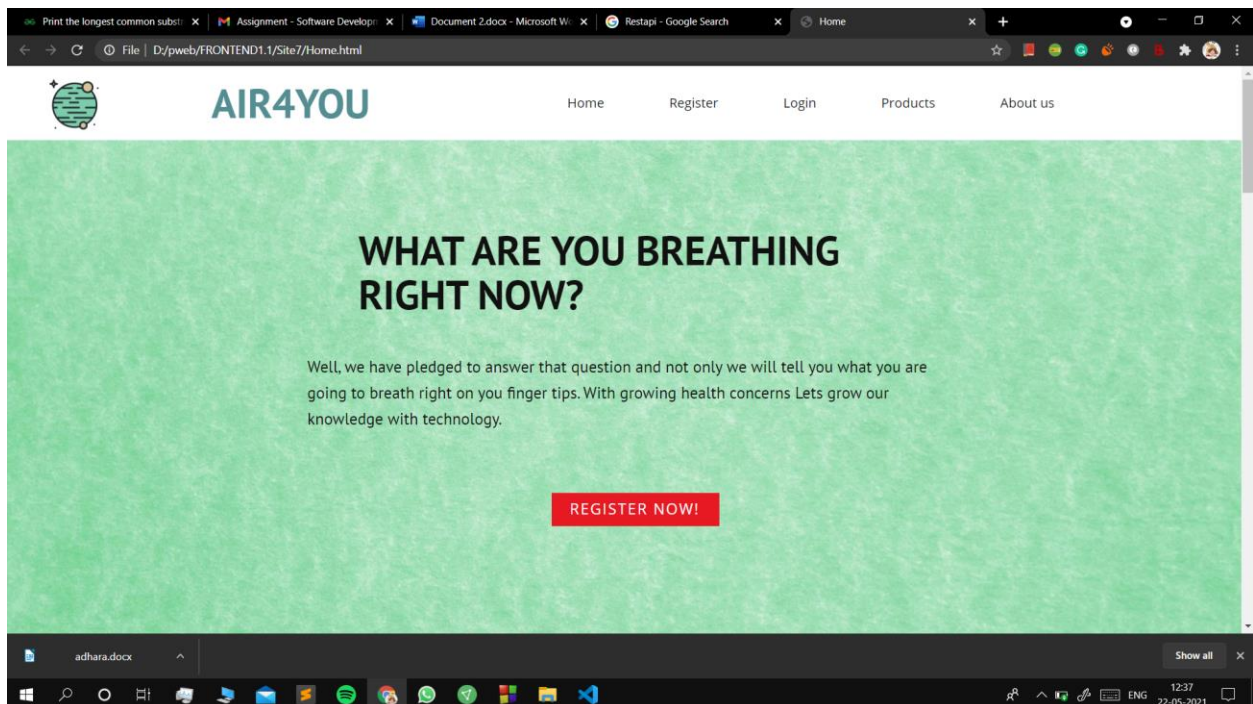 Print the longest common substr
Assignment - Software Developm
Document 2.docx - Microsoft Wo
Restapi - Google Search
Home
File | D:/pweb/FRONTEND1.1/Site7/Home.html
AIR4YOU
Home Register Login Products About us
WHAT ARE YOU BREATHING
RIGHT NOW?
Well, we have pledged to answer that question and not only we will tell you what you are
going to breath right on you finger tips. With growing health concerns Lets grow our
knowledge with technology.
REGISTER NOW!
adhara.docx
Show all
ENG
12:37
22-05-2021